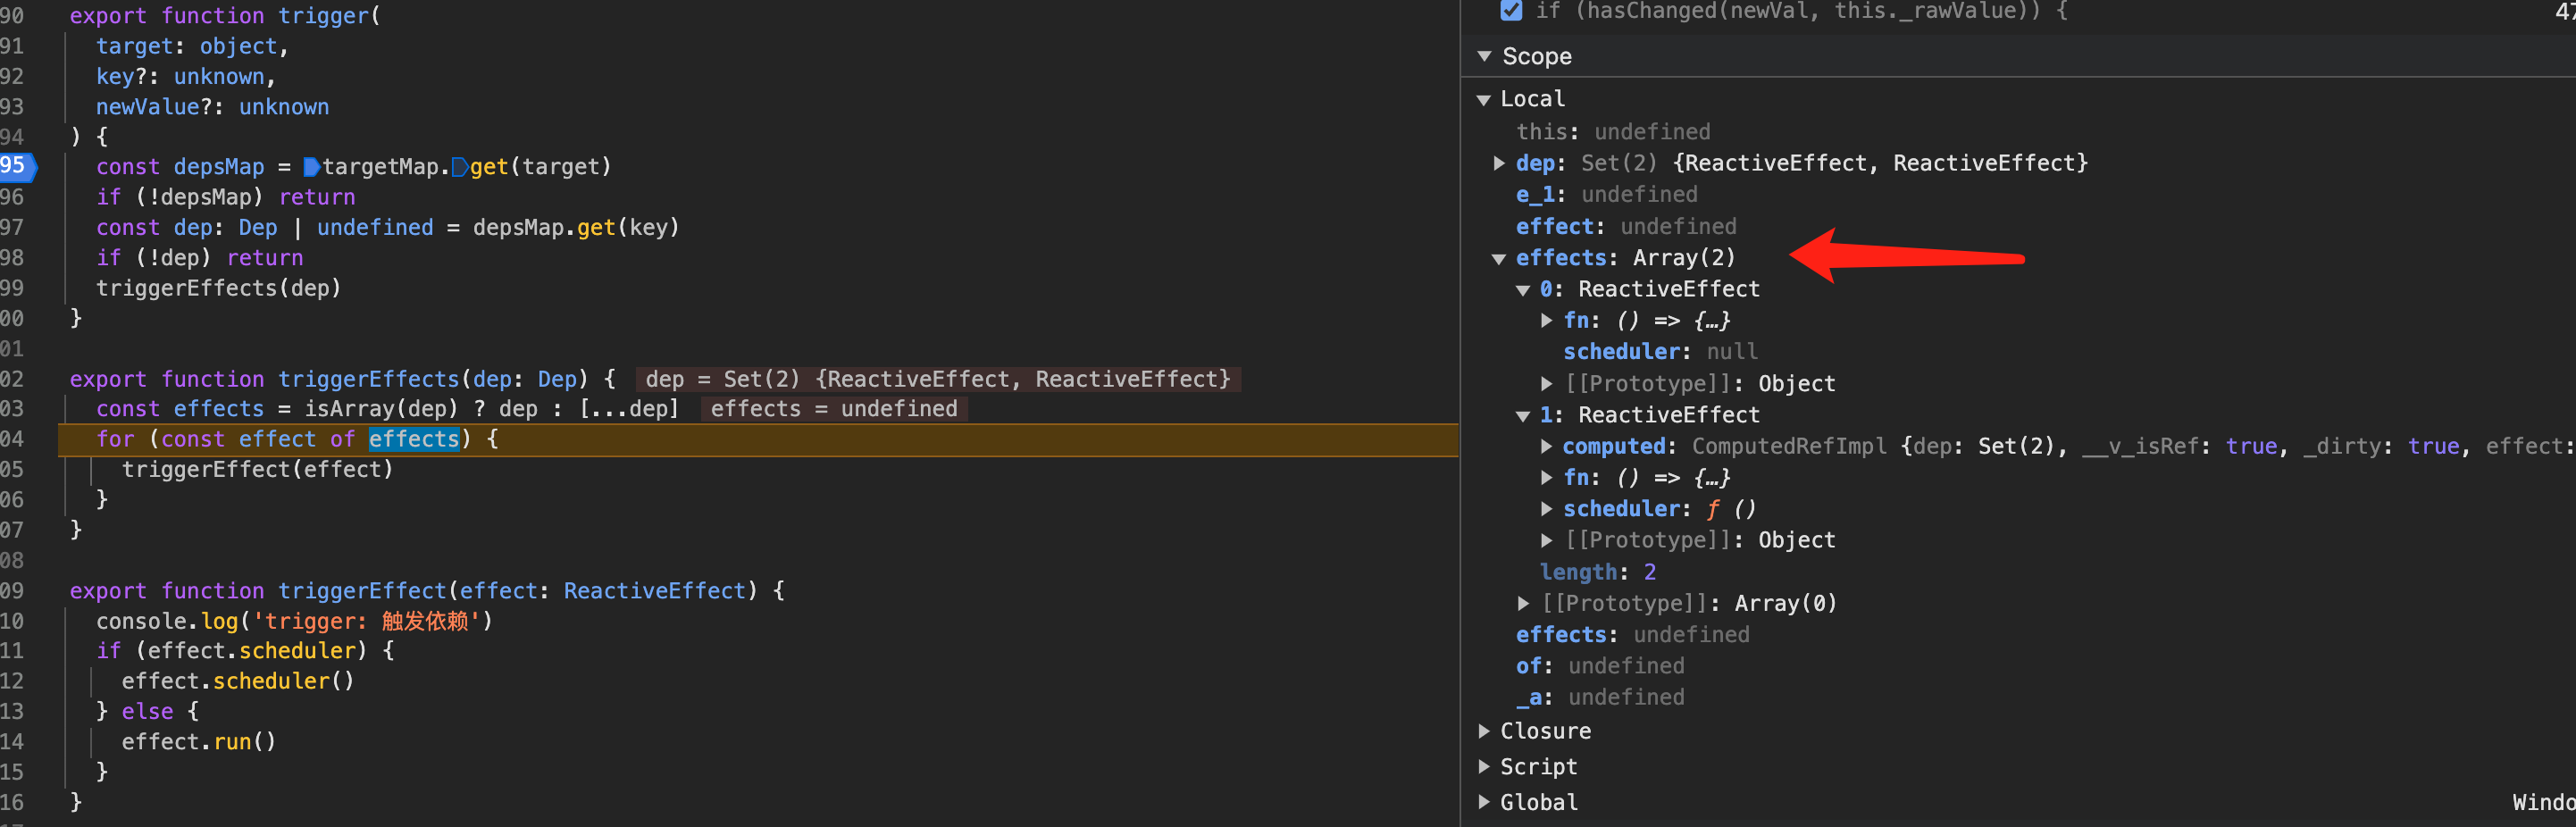 90 export function trigger(
91 target: object,
92 key?: unknown,
93 newValue?: unknown
94 ) {
95 const depsMap = targetMap.get(target)
96 if (!depsMap) return
97 const dep: Dep | undefined = depsMap.get(key)
98 if (!dep) return
99 triggerEffects(dep)
00 }
01
02 export function triggerEffects(dep: Dep) { dep = Set(2) {ReactiveEffect, ReactiveEffect}
03 const effects = isArray(dep) ? dep : [...dep] effects = undefined
04 for (const effect of effects) {
05 triggerEffect(effect)
06 }
07 }
08
09 export function triggerEffect(effect: ReactiveEffect) {
10 console.log('trigger: 触发依赖')
11 if (effect.scheduler) {
12 effect.scheduler()
13 } else {
14 effect.run()
15 }
16 }
if (hasChanged(newVal, this._rawValue)) { 47
Scope
Local
this: undefined
dep: Set(2) {ReactiveEffect, ReactiveEffect}
e_1: undefined
effect: undefined
effects: Array(2)
0: ReactiveEffect
fn: () => {…}
scheduler: null
[[Prototype]]: Object
1: ReactiveEffect
computed: ComputedRefImpl {dep: Set(2), __v_isRef: true, _dirty: true, effect:
fn: () => {…}
scheduler: ƒ ()
[[Prototype]]: Object
length: 2
[[Prototype]]: Array(0)
effects: undefined
of: undefined
_a: undefined
Closure
Script
Global Windo